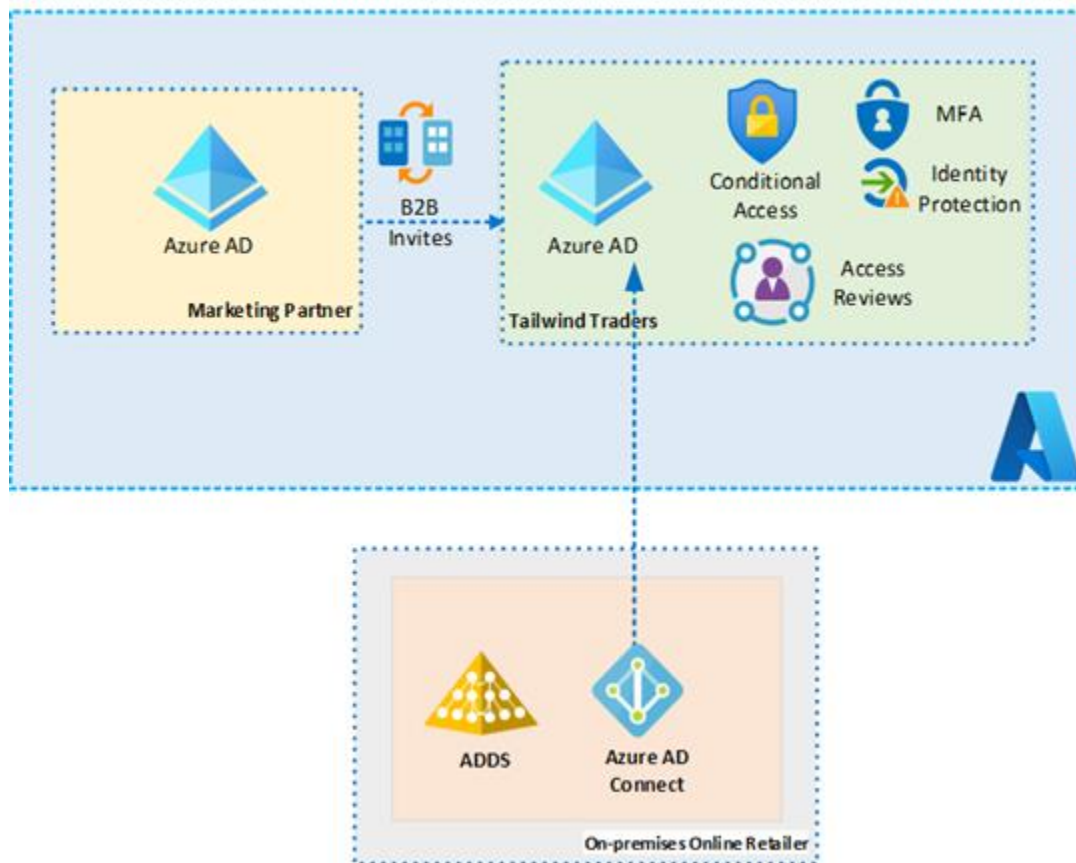 Azure AD
Marketing Partner
B2B
Invites
Azure AD
Tailwind Traders
Conditional
Access
MFA
Identity
Protection
Access
Reviews
ADDS
Azure AD
Connect
On-premises Online Retailer